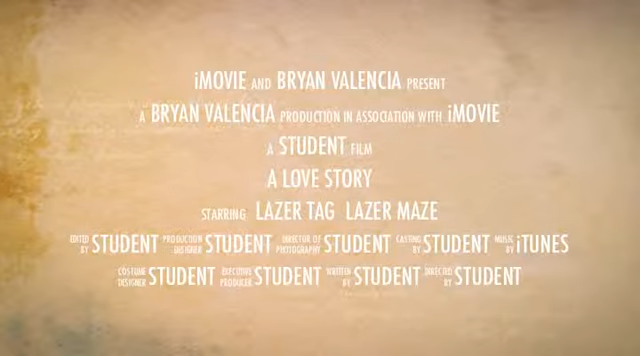 iMOVIE AND BRYAN VALENCIA PRESENT
A BRYAN VALENCIA PRODUCTION IN ASSOCIATION WITH iMOVIE
A STUDENT FILM
A LOVE STORY
STARRING LAZER TAG LAZER MAZE
EDITED BY STUDENT PRODUCTION DESIGNER STUDENT DIRECTOR OF PHOTOGRAPHY STUDENT CASTING BY STUDENT MUSIC BY iTUNES
COSTUME DESIGNER STUDENT EXECUTIVE PRODUCER STUDENT WRITTEN BY STUDENT DIRECTED BY STUDENT